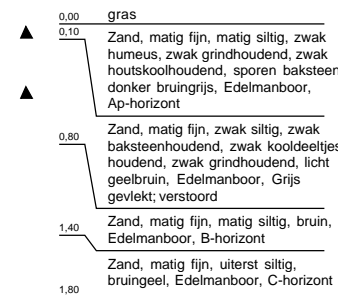 0,00 gras
0,10
Zand, matig fijn, matig siltig, zwak
humeus, zwak grindhoudend, zwak
houtskoolhoudend, sporen baksteen
donker bruingrijs, Edelmanboor,
Ap-horizont
0,80
Zand, matig fijn, zwak siltig, zwak
baksteenhoudend, zwak kooldeeltjes
houdend, zwak grindhoudend, licht
geelbruin, Edelmanboor, Grijs
gevlekt; verstoord
1,40
Zand, matig fijn, matig siltig, bruin,
Edelmanboor, B-horizont
Zand, matig fijn, uiterst siltig,
bruingeel, Edelmanboor, C-horizont
1,80